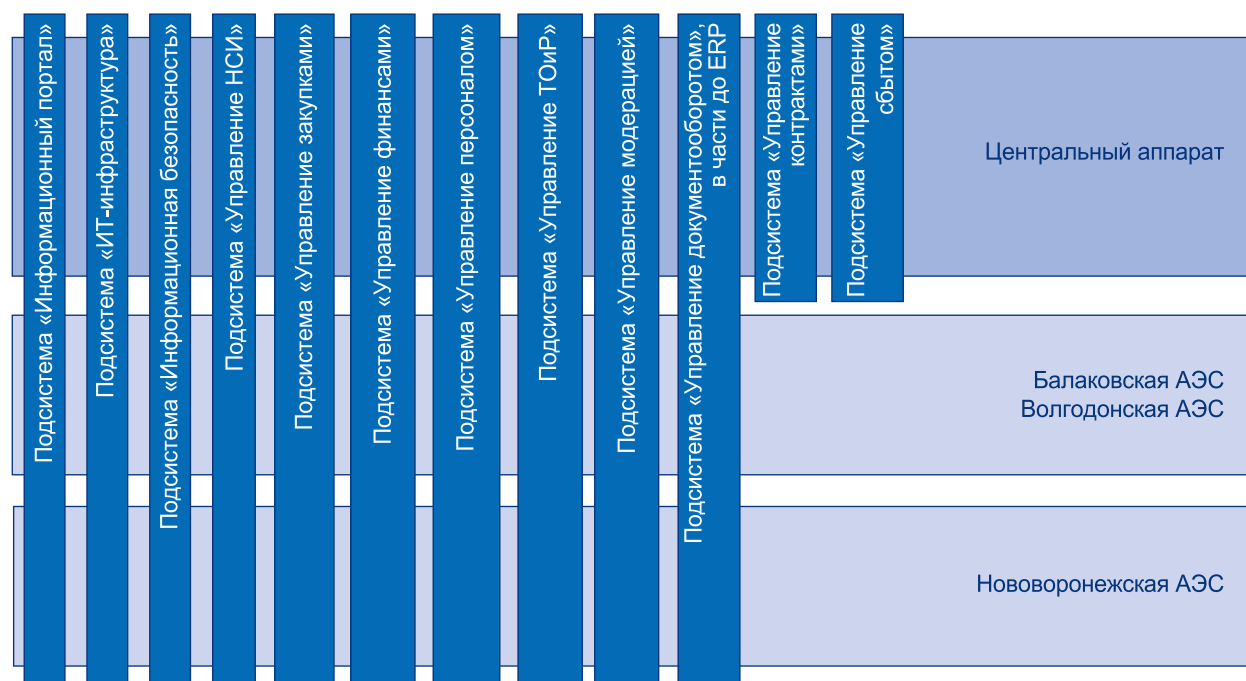 Подсистема «Информационный портал»
Подсистема «ИТ-инфраструктура»
Подсистема «Информационная безопасность»
Подсистема «Управление НСИ»
Подсистема «Управление закупками»
Подсистема «Управление финансами»
Подсистема «Управление персоналом»
Подсистема «Управление ТОиР»
Подсистема «Управление модерацией»
Подсистема «Управление документооборотом»,
в части до ERP
Подсистема «Управление
контрактами»
Подсистема «Управление
сбытом»
Центральный аппарат
Балаковская АЭС
Волгодонская АЭС
Нововоронежская АЭС